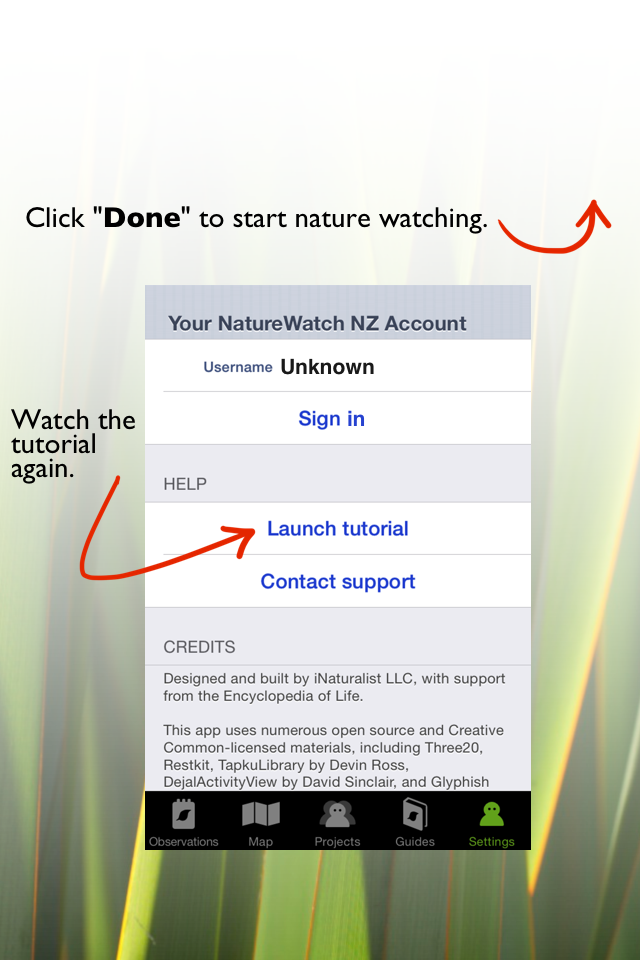 Click "Done" to start nature watching.
Your NatureWatch NZ Account
Username Unknown
Sign in
Watch the
tutorial
again.
HELP
Launch tutorial
Contact support
CREDITS
Designed and built by iNaturalist LLC, with support
from the Encyclopedia of Life.
This app uses numerous open source and Creative
Common-licensed materials, including Three20,
Restkit, TapkuLibrary by Devin Ross,
DejalActivityView by David Sinclair, and Glyphish
Observations Map Projects Guides Settings